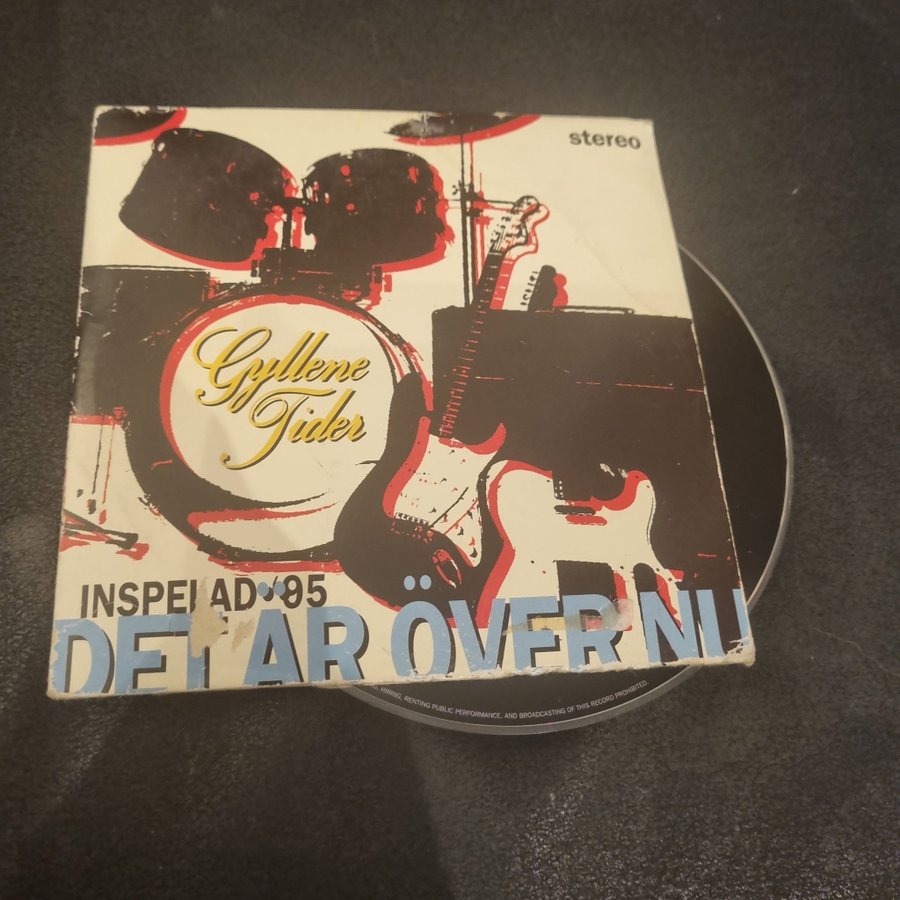 stereo
Gyllene
Tider
INSPELAD '95
DET ÄR ÖVER NU
HIRING, RENTING PUBLIC PERFORMANCE, AND BROADCASTING OF THIS RECORD PROHIBITED.